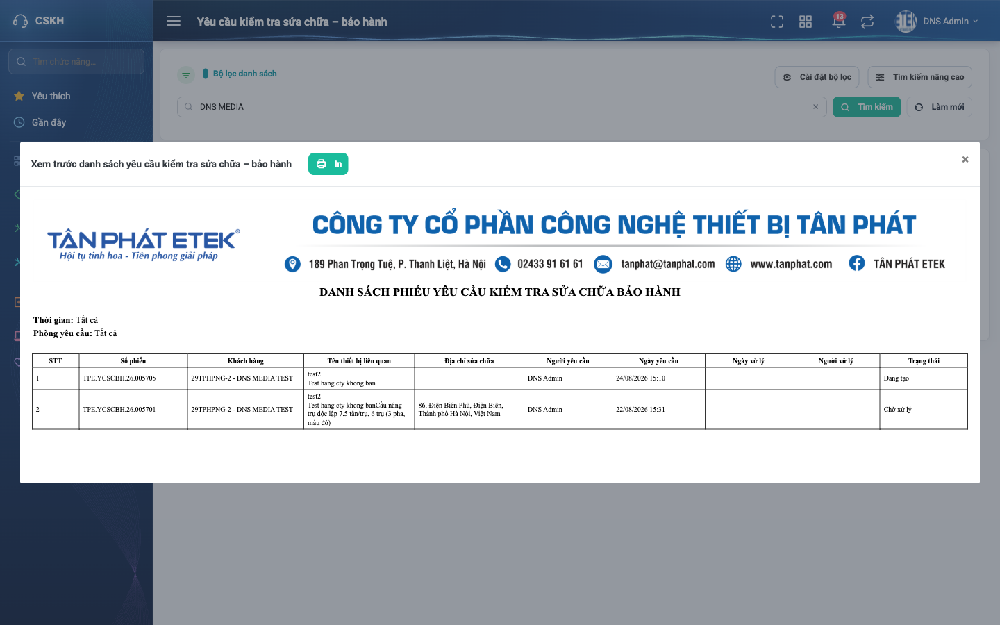 CSKH
Yêu cầu kiểm tra sửa chữa – bảo hành
13
DNS Admin
Tìm chức năng...
Yêu thích
Gần đây
Bộ lọc danh sách
Cài đặt bộ lọc
Tìm kiếm nâng cao
DNS MEDIA
Tìm kiếm
Làm mới
Xem trước danh sách yêu cầu kiểm tra sửa chữa – bảo hành
In
×
TÂN PHÁT ETEK®
Hội tụ tinh hoa - Tiên phong giải pháp
CÔNG TY CỔ PHẦN CÔNG NGHỆ THIẾT BỊ TÂN PHÁT
189 Phan Trọng Tuệ, P. Thanh Liệt, Hà Nội 02433 91 61 61 tanphat@tanphat.com www.tanphat.com TÂN PHÁT ETEK
DANH SÁCH PHIẾU YÊU CẦU KIỂM TRA SỬA CHỮA BẢO HÀNH
Thời gian: Tất cả
Phòng yêu cầu: Tất cả
STT Số phiếu Khách hàng Tên thiết bị liên quan Địa chỉ sửa chữa Người yêu cầu Ngày yêu cầu Ngày xử lý Người xử lý Trạng thái
test2
1 TPE.YCSCBH.26.005705 29TPHPNG-2 - DNS MEDIA TEST DNS Admin 24/08/2026 15:10 Đang tạo
Test hang cty khong ban
test2
Test hang cty khong banCầu nâng 86, Điện Biên Phủ, Điện Biên,
2 TPE.YCSCBH.26.005701 29TPHPNG-2 - DNS MEDIA TEST DNS Admin 22/08/2026 15:31 Chờ xử lý
trụ độc lập 7.5 tấn/trụ, 6 trụ (3 pha, Thành phố Hà Nội, Việt Nam
màu đỏ)